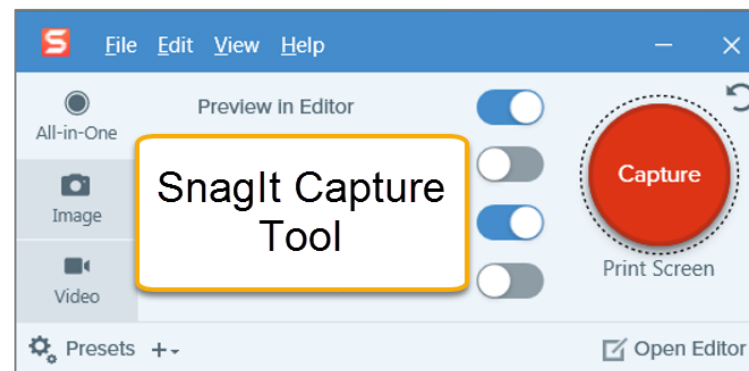 S File Edit View Help
All-in-One
Preview in Editor
SnagIt Capture
Tool
Image
Video
Capture
Print Screen
Presets
Open Editor